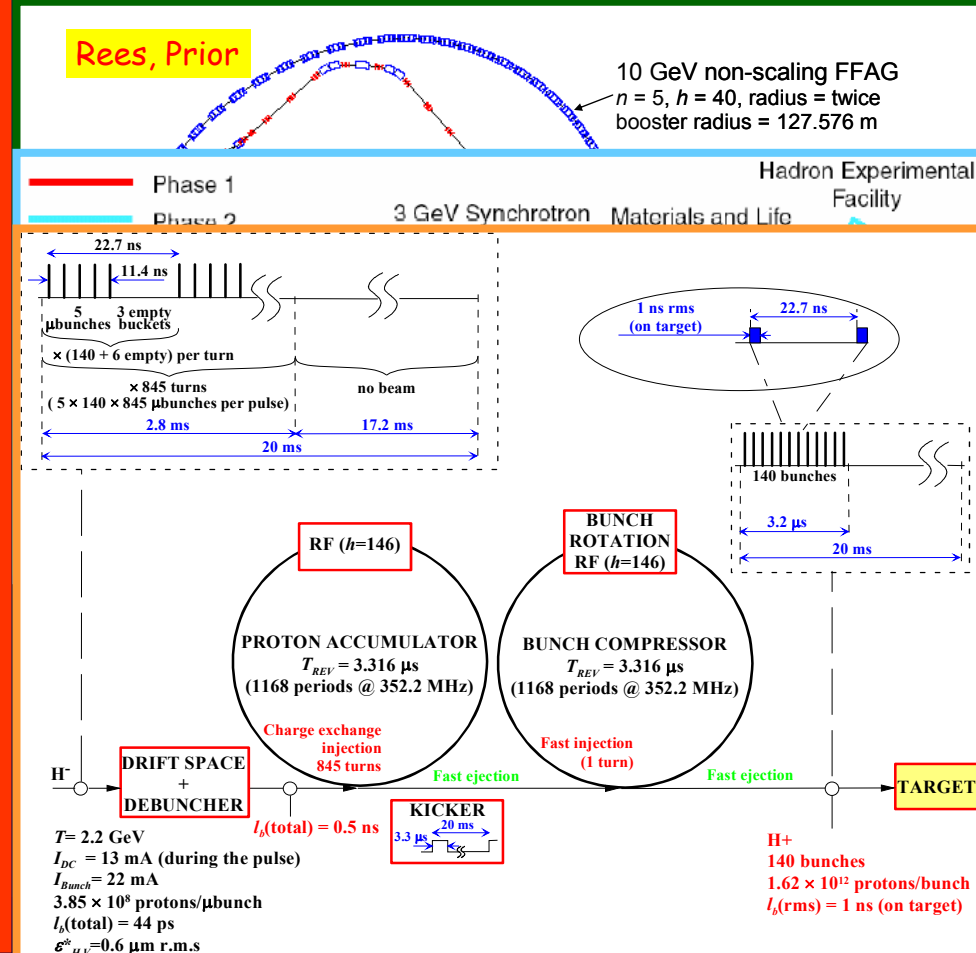 Rees, Prior
10 GeV non-scaling FFAG
n = 5, h = 40, radius = twice
booster radius = 127.576 m
Phase 1
Phase 2
3 GeV Synchrotron
Materials and Life
Hadron Experimental
Facility
22.7 ns
11.4 ns
5
µbunches
3 empty
buckets
× (140 + 6 empty) per turn
× 845 turns
( 5 × 140 × 845 µbunches per pulse)
no beam
2.8 ms
17.2 ms
20 ms
1 ns rms
(on target)
22.7 ns
140 bunches
3.2 µs
20 ms
RF (h=146)
BUNCH
ROTATION
RF (h=146)
PROTON ACCUMULATOR
T_REV = 3.316 µs
(1168 periods @ 352.2 MHz)
BUNCH COMPRESSOR
T_REV = 3.316 µs
(1168 periods @ 352.2 MHz)
Charge exchange
injection
845 turns
Fast injection
(1 turn)
H-
DRIFT SPACE
+
DEBUNCHER
Fast ejection
Fast ejection
TARGET
l_b(total) = 0.5 ns
KICKER
20 ms
3.3 µs
T= 2.2 GeV
I_DC = 13 mA (during the pulse)
I_Bunch= 22 mA
3.85 × 10⁸ protons/µbunch
l_b(total) = 44 ps
ε*_H,V=0.6 µm r.m.s
H+
140 bunches
1.62 × 10¹² protons/bunch
l_b(rms) = 1 ns (on target)